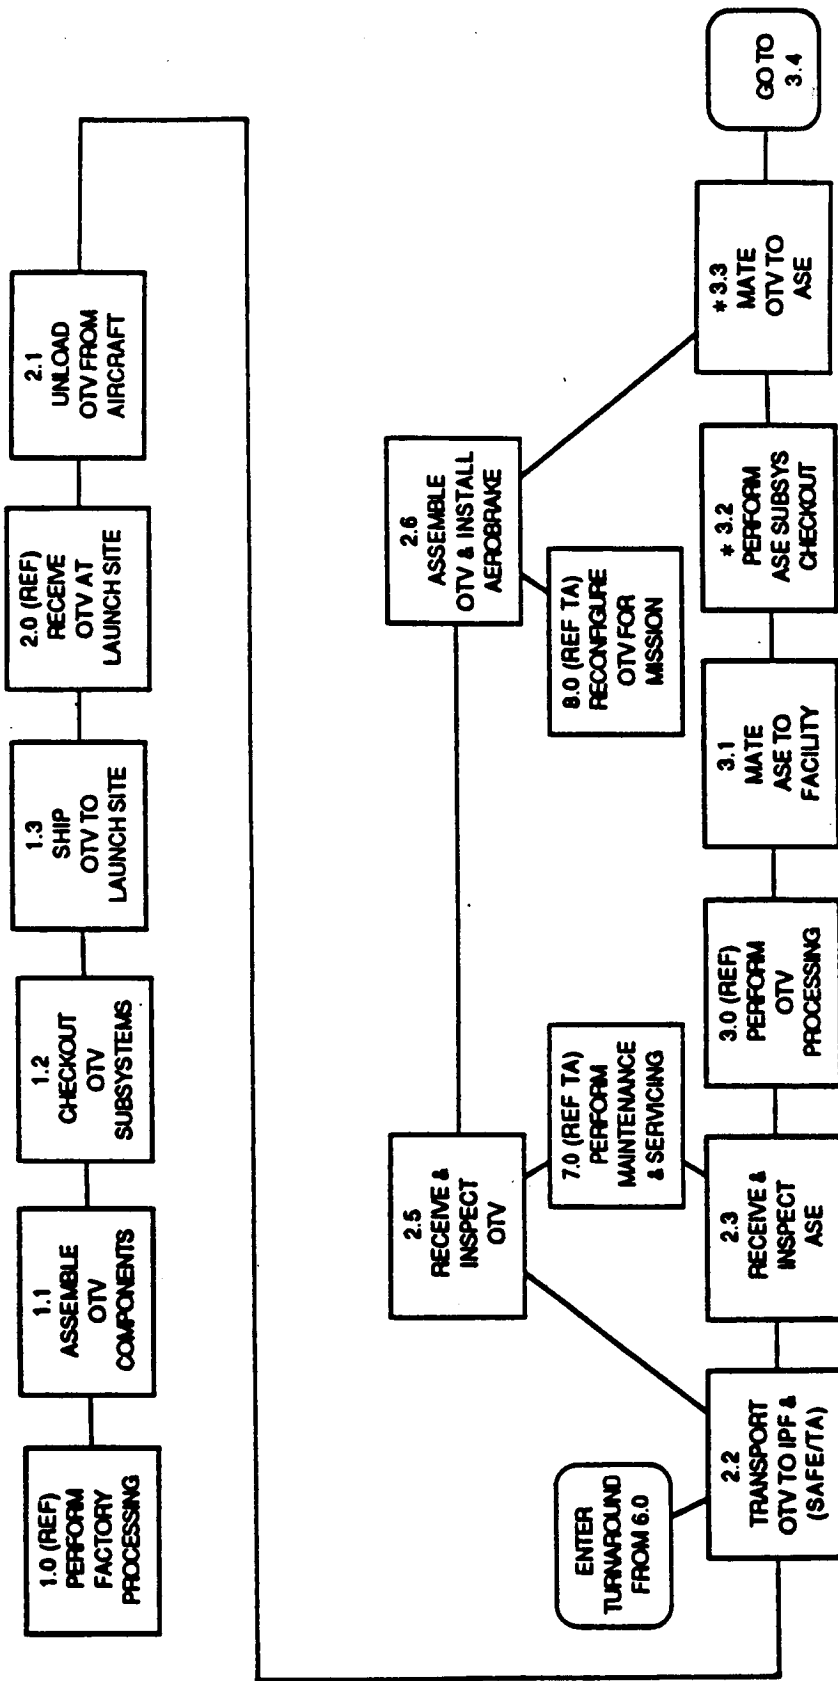 1.0 (REF)
PERFORM
FACTORY
PROCESSING
1.1
ASSEMBLE
OTV
COMPONENTS
1.2
CHECKOUT
OTV
SUBSYSTEMS
1.3
SHIP
OTV TO
LAUNCH SITE
2.0 (REF)
RECEIVE
OTV AT
LAUNCH SITE
2.1
UNLOAD
OTV FROM
AIRCRAFT
2.5
RECEIVE &
INSPECT
OTV
2.6
ASSEMBLE
OTV & INSTALL
AEROBRAKE
ENTER
TURNAROUND
FROM 6.0
7.0 (REF TA)
PERFORM
MAINTENANCE
& SERVICING
8.0 (REF TA)
RECONFIGURE
OTV FOR
MISSION
2.2
TRANSPORT
OTV TO IPF &
(SAFE/TA)
2.3
RECEIVE &
INSPECT
ASE
3.0 (REF)
PERFORM
OTV
PROCESSING
3.1
MATE
ASE TO
FACILITY
* 3.2
PERFORM
ASE SUBSYS
CHECKOUT
* 3.3
MATE
OTV TO
ASE
GO TO
3.4